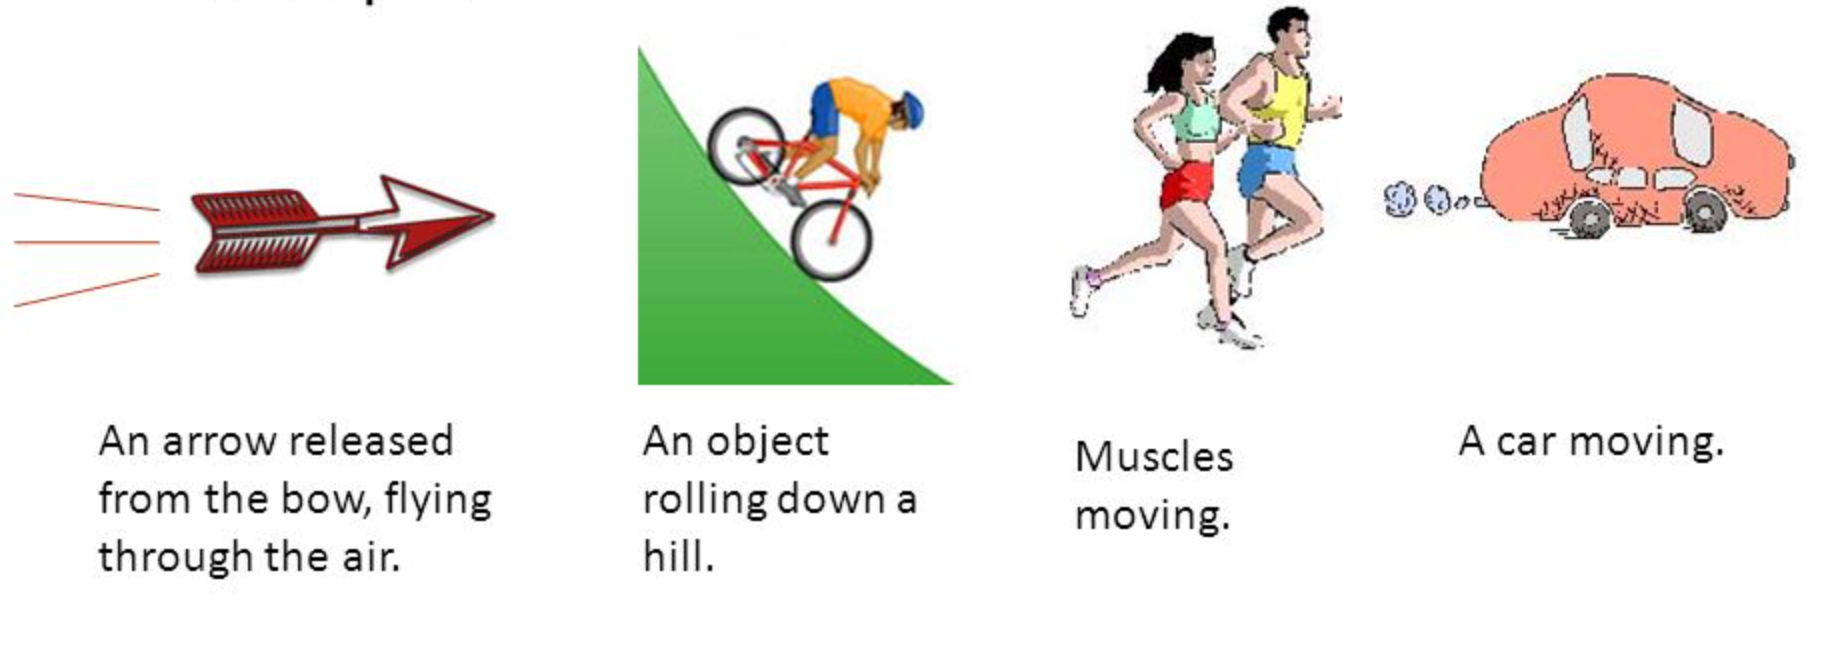 An arrow released
from the bow, flying
through the air.
An object
rolling down a
hill.
Muscles
moving.
A car moving.